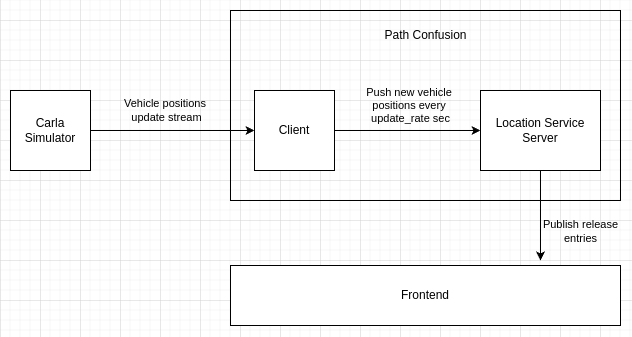 Path Confusion
Carla
Simulator
Vehicle positions
update stream
Client
Push new vehicle
positions every
update_rate sec
Location Service
Server
Publish release
entries
Frontend